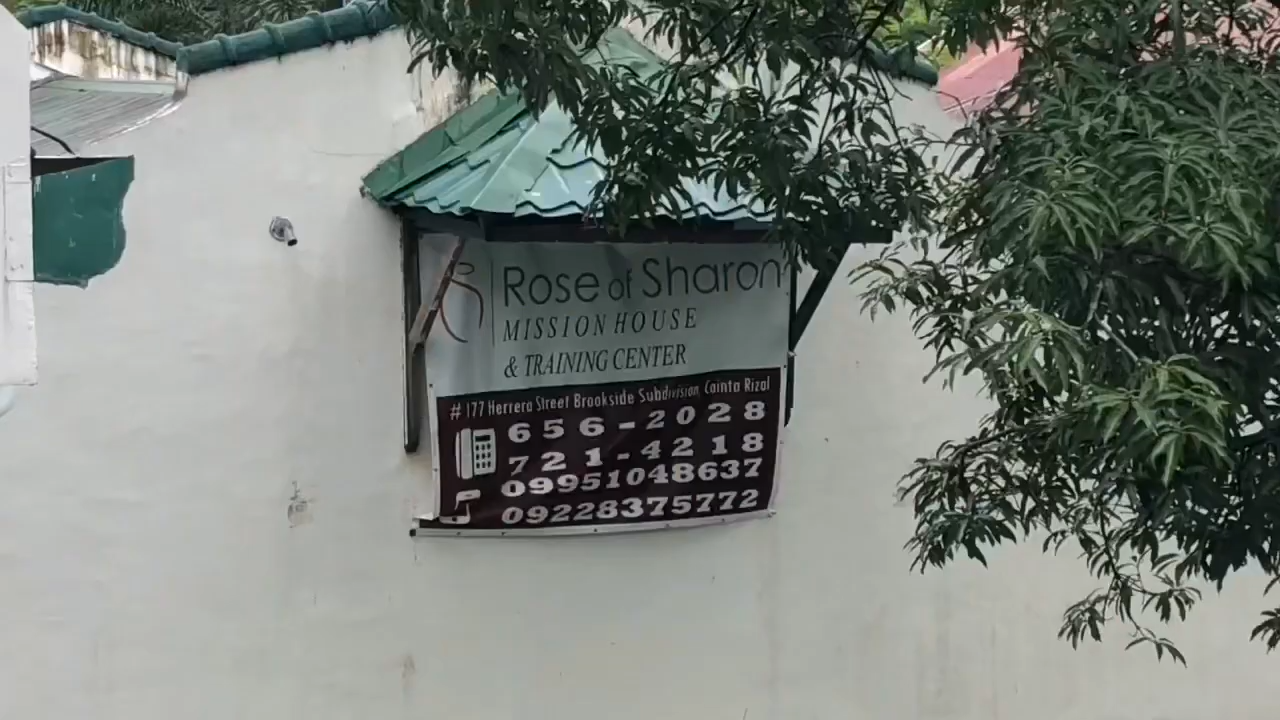 Rose of Sharon
MISSION HOUSE
& TRAINING CENTER
# 177 Herrera Street Brookside Subdivision, Cainta Rizal
656-2028
721-4218
09951048637
09228375772